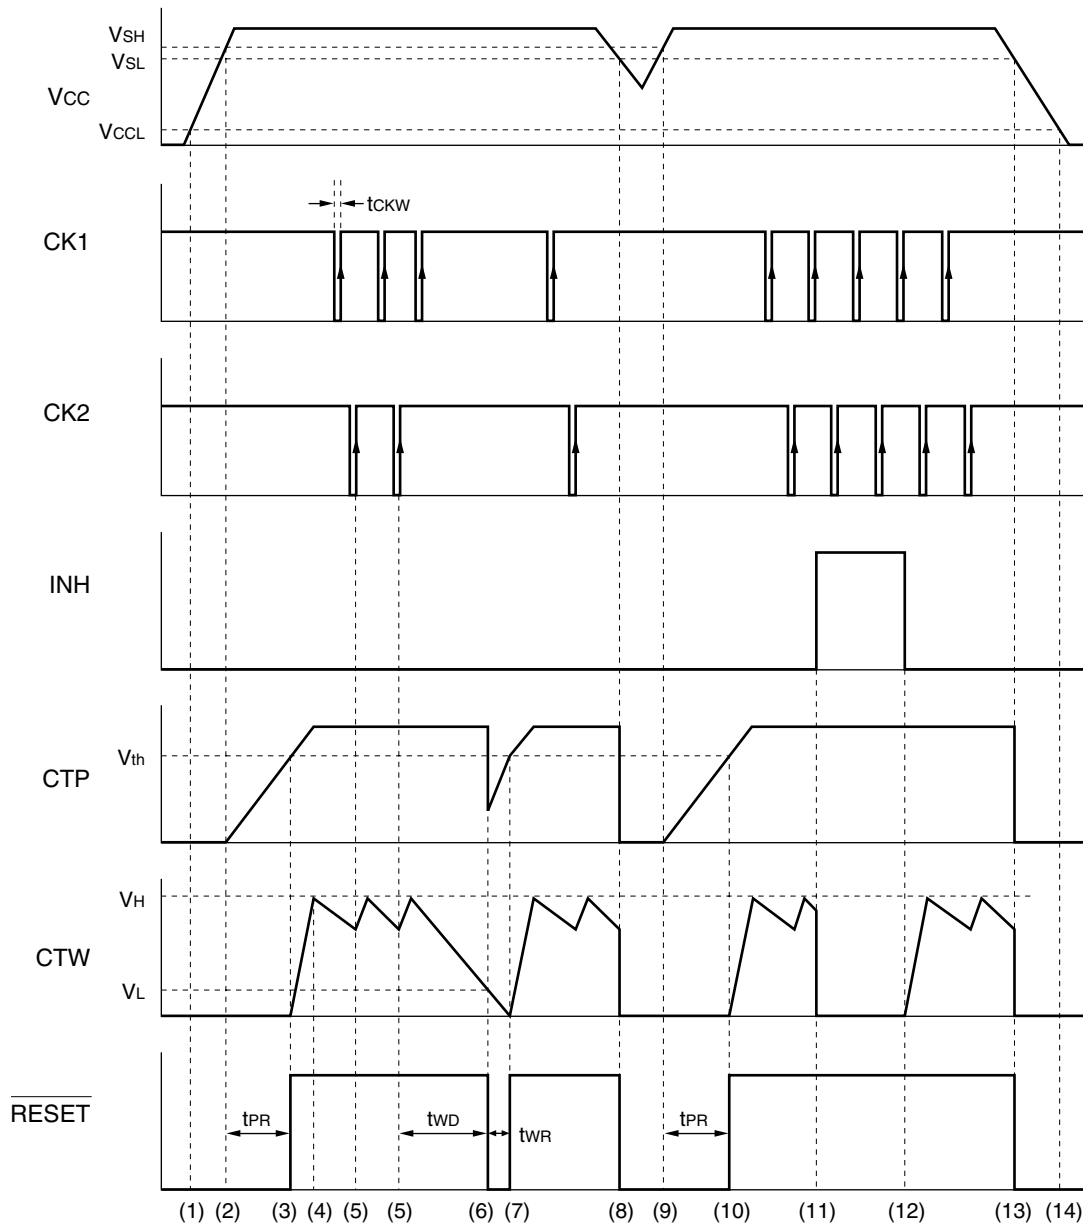 VSH
VSL
VCC
VCCL
tCKW
CK1
CK2
INH
Vth
CTP
VH
CTW
VL
RESET
tPR
tWD
tWR
tPR
(1) (2) (3) (4) (5) (5) (6) (7) (8) (9) (10) (11) (12) (13) (14)